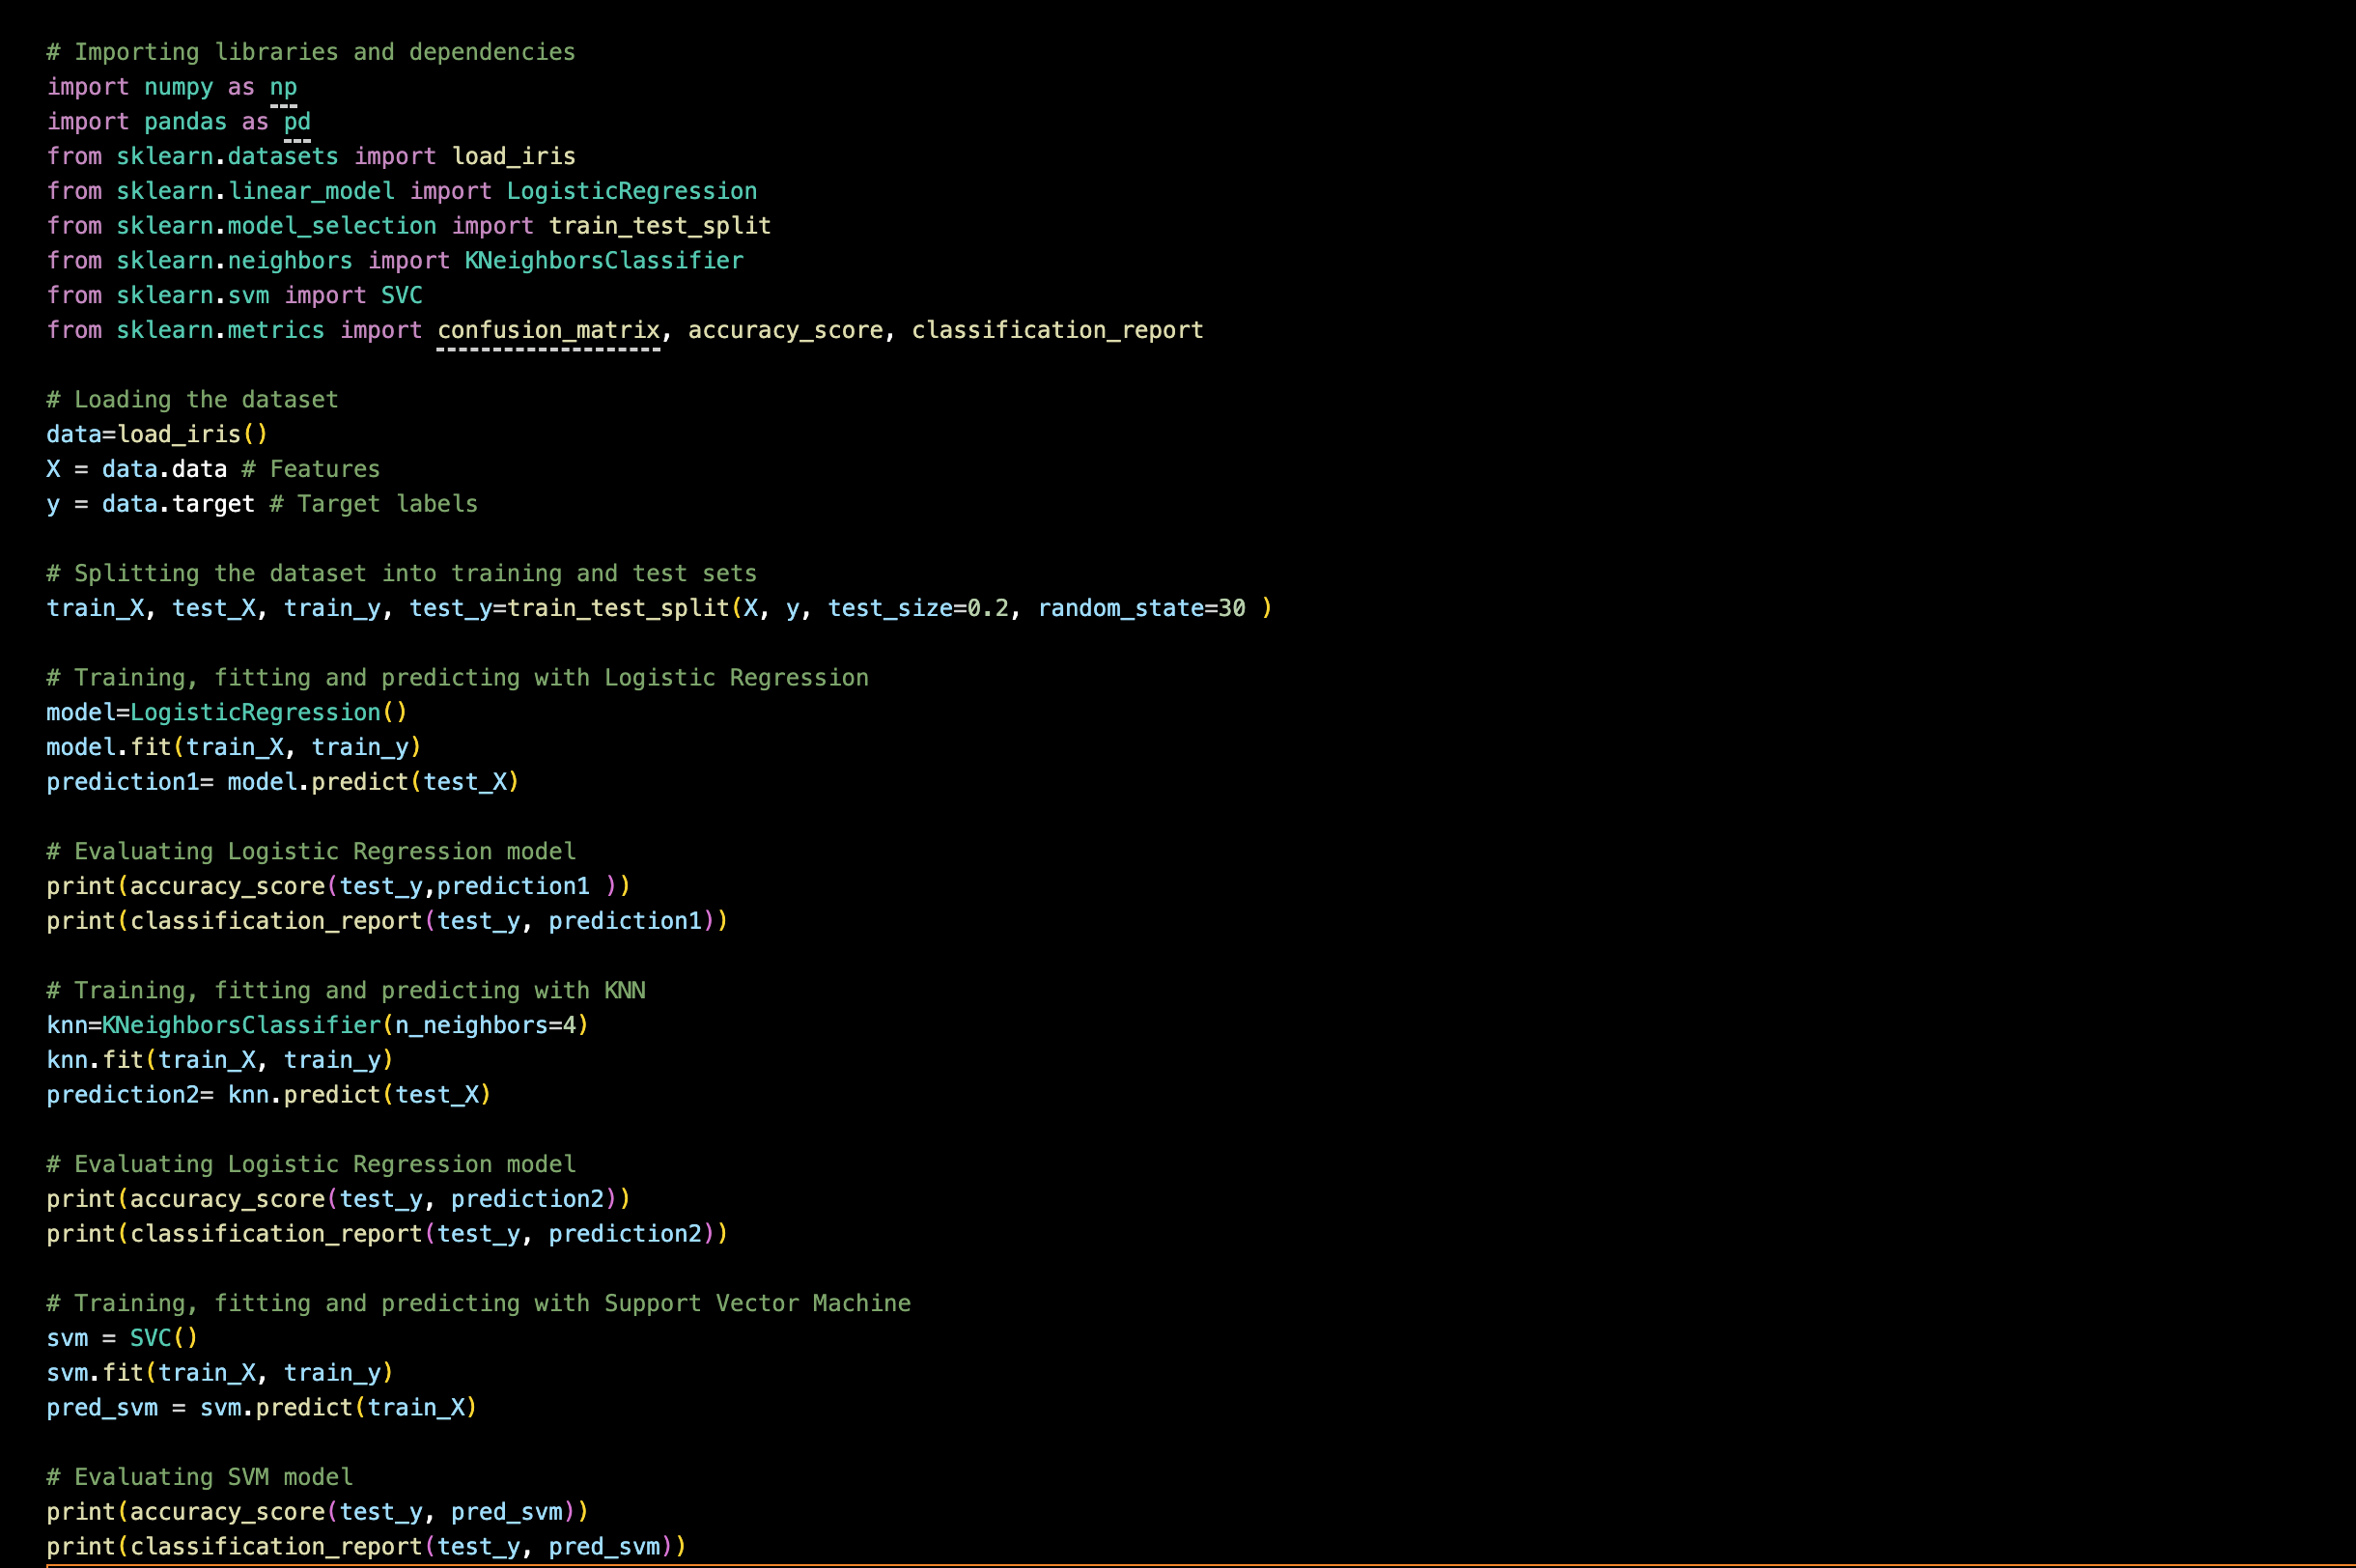 # Importing libraries and dependencies
import numpy as np
import pandas as pd
from sklearn.datasets import load_iris
from sklearn.linear_model import LogisticRegression
from sklearn.model_selection import train_test_split
from sklearn.neighbors import KNeighborsClassifier
from sklearn.svm import SVC
from sklearn.metrics import confusion_matrix, accuracy_score, classification_report

# Loading the dataset
data=load_iris()
X = data.data # Features
y = data.target # Target labels

# Splitting the dataset into training and test sets
train_X, test_X, train_y, test_y=train_test_split(X, y, test_size=0.2, random_state=30 )

# Training, fitting and predicting with Logistic Regression
model=LogisticRegression()
model.fit(train_X, train_y)
prediction1= model.predict(test_X)

# Evaluating Logistic Regression model
print(accuracy_score(test_y,prediction1 ))
print(classification_report(test_y, prediction1))

# Training, fitting and predicting with KNN
knn=KNeighborsClassifier(n_neighbors=4)
knn.fit(train_X, train_y)
prediction2= knn.predict(test_X)

# Evaluating Logistic Regression model
print(accuracy_score(test_y, prediction2))
print(classification_report(test_y, prediction2))

# Training, fitting and predicting with Support Vector Machine
svm = SVC()
svm.fit(train_X, train_y)
pred_svm = svm.predict(train_X)

# Evaluating SVM model
print(accuracy_score(test_y, pred_svm))
print(classification_report(test_y, pred_svm))